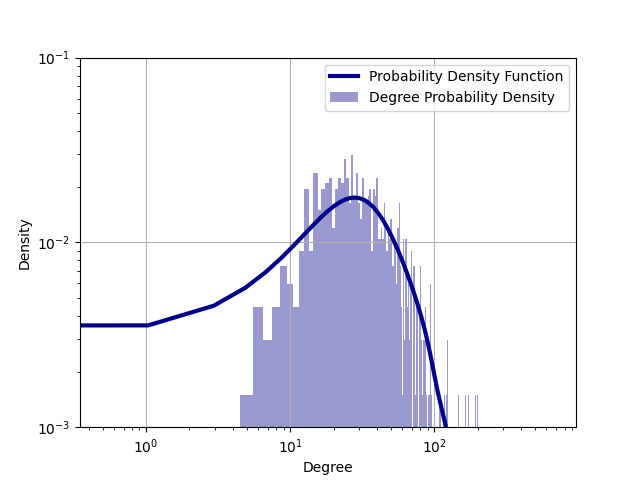 10⁻¹
Probability Density Function
Degree Probability Density
10⁻²
Density
10⁻³
10⁰
10¹
10²
Degree